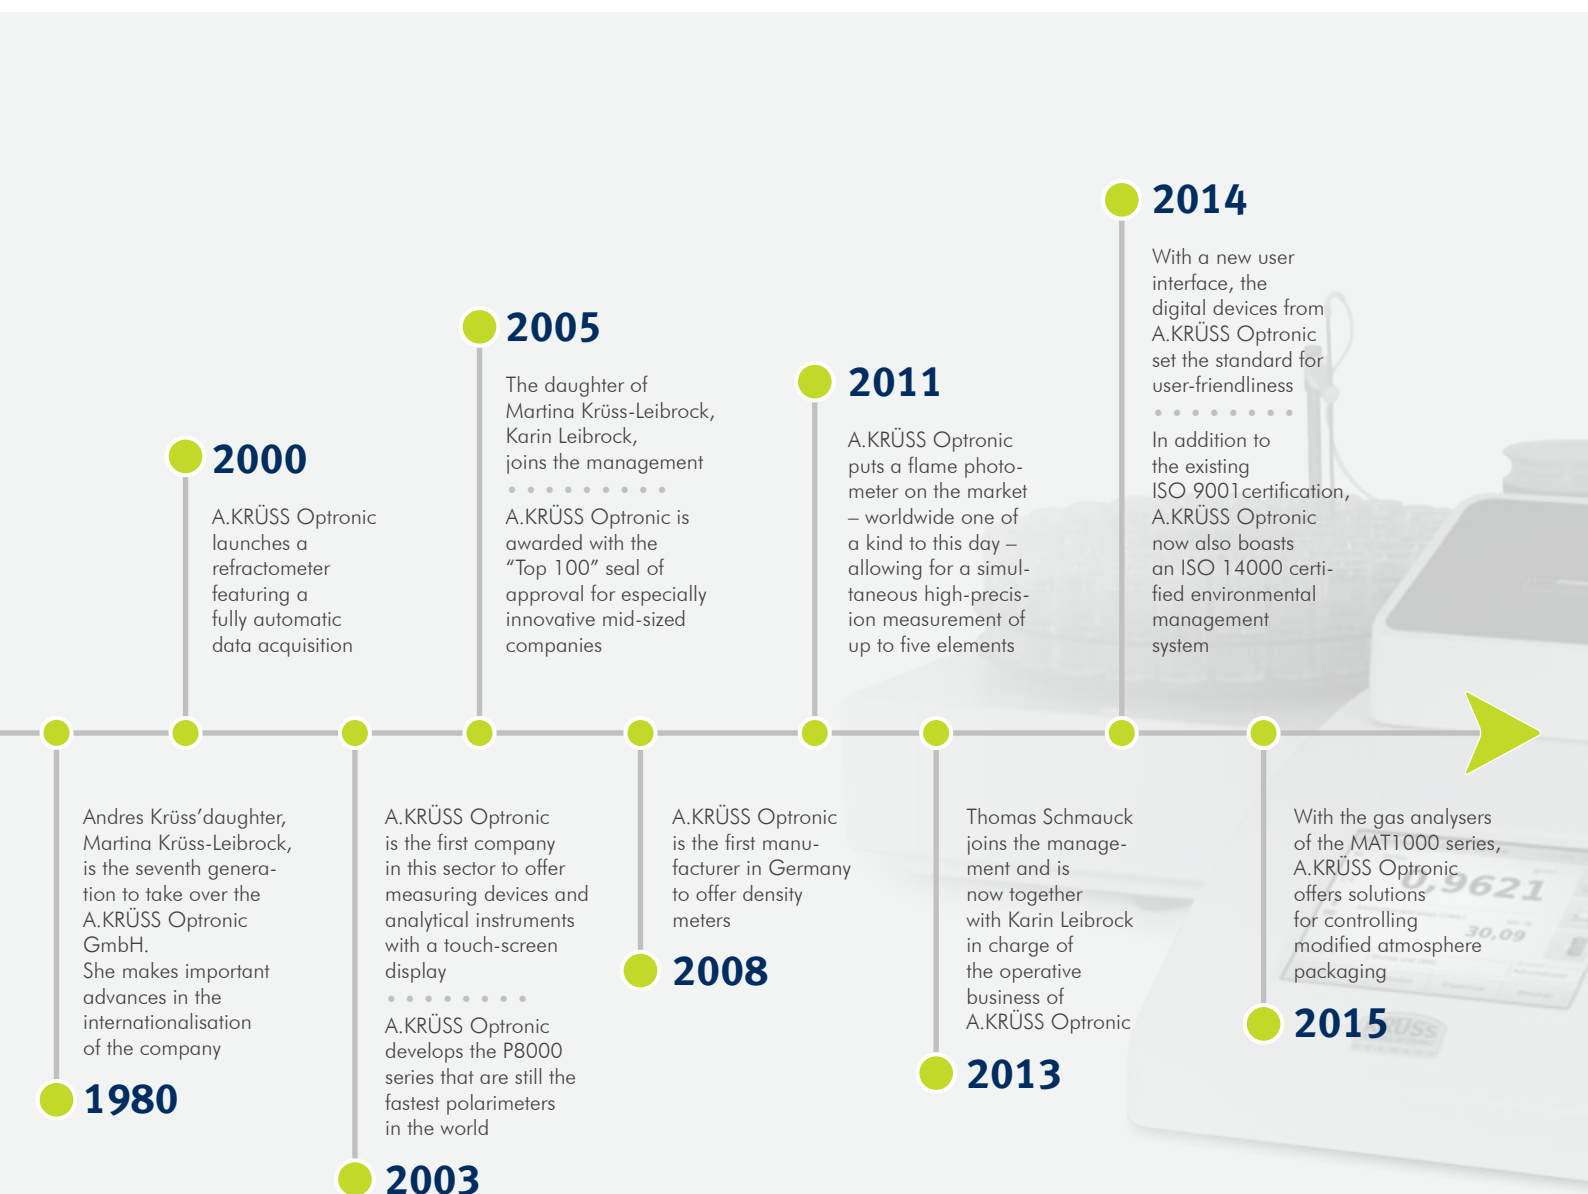 2014
With a new user
interface, the
digital devices from
A.KRÜSS Optronic
set the standard for
user-friendliness
In addition to
the existing
ISO 9001certification,
A.KRÜSS Optronic
now also boasts
an ISO 14000 certi-
fied environmental
management
system
2005
The daughter of
Martina Krüss-Leibrock,
Karin Leibrock,
joins the management
A.KRÜSS Optronic is
awarded with the
“Top 100” seal of
approval for especially
innovative mid-sized
companies
2011
A.KRÜSS Optronic
puts a flame photo-
meter on the market
– worldwide one of
a kind to this day –
allowing for a simul-
taneous high-precis-
ion measurement of
up to five elements
2000
A.KRÜSS Optronic
launches a
refractometer
featuring a
fully automatic
data acquisition
Andres Krüss’daughter,
Martina Krüss-Leibrock,
is the seventh genera-
tion to take over the
A.KRÜSS Optronic
GmbH.
She makes important
advances in the
internationalisation
of the company
1980
A.KRÜSS Optronic
is the first company
in this sector to offer
measuring devices and
analytical instruments
with a touch-screen
display
A.KRÜSS Optronic
develops the P8000
series that are still the
fastest polarimeters
in the world
2003
A.KRÜSS Optronic
is the first manu-
facturer in Germany
to offer density
meters
2008
Thomas Schmauck
joins the manage-
ment and is
now together
with Karin Leibrock
in charge of
the operative
business of
A.KRÜSS Optronic
2013
With the gas analysers
of the MAT1000 series,
A.KRÜSS Optronic
offers solutions
for controlling
modified atmosphere
packaging
2015
0,9621
30,09
KRÜSS